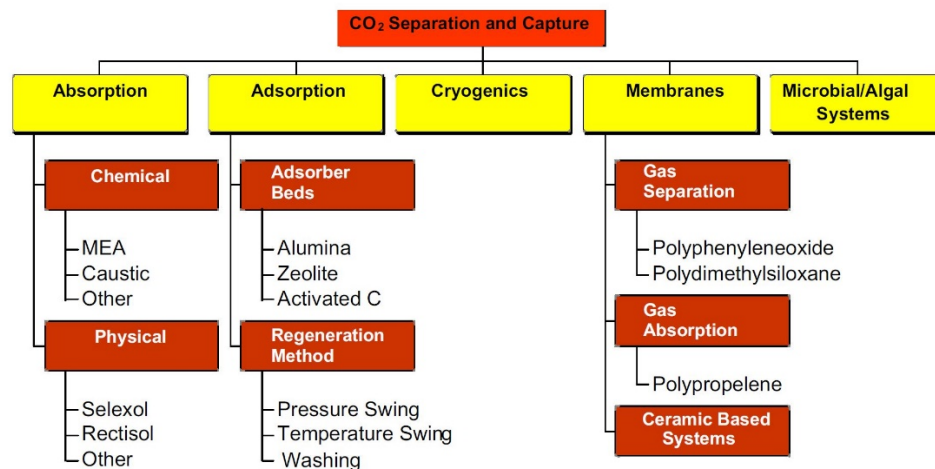 CO₂ Separation and Capture
Absorption
Adsorption
Cryogenics
Membranes
Microbial/Algal
Systems
Chemical
MEA
Caustic
Other
Physical
Selexol
Rectisol
Other
Adsorber
Beds
Alumina
Zeolite
Activated C
Regeneration
Method
Pressure Swing
Temperature Swing
Washing
Gas
Separation
Polyphenyleneoxide
Polydimethylsiloxane
Gas
Absorption
Polypropelene
Ceramic Based
Systems